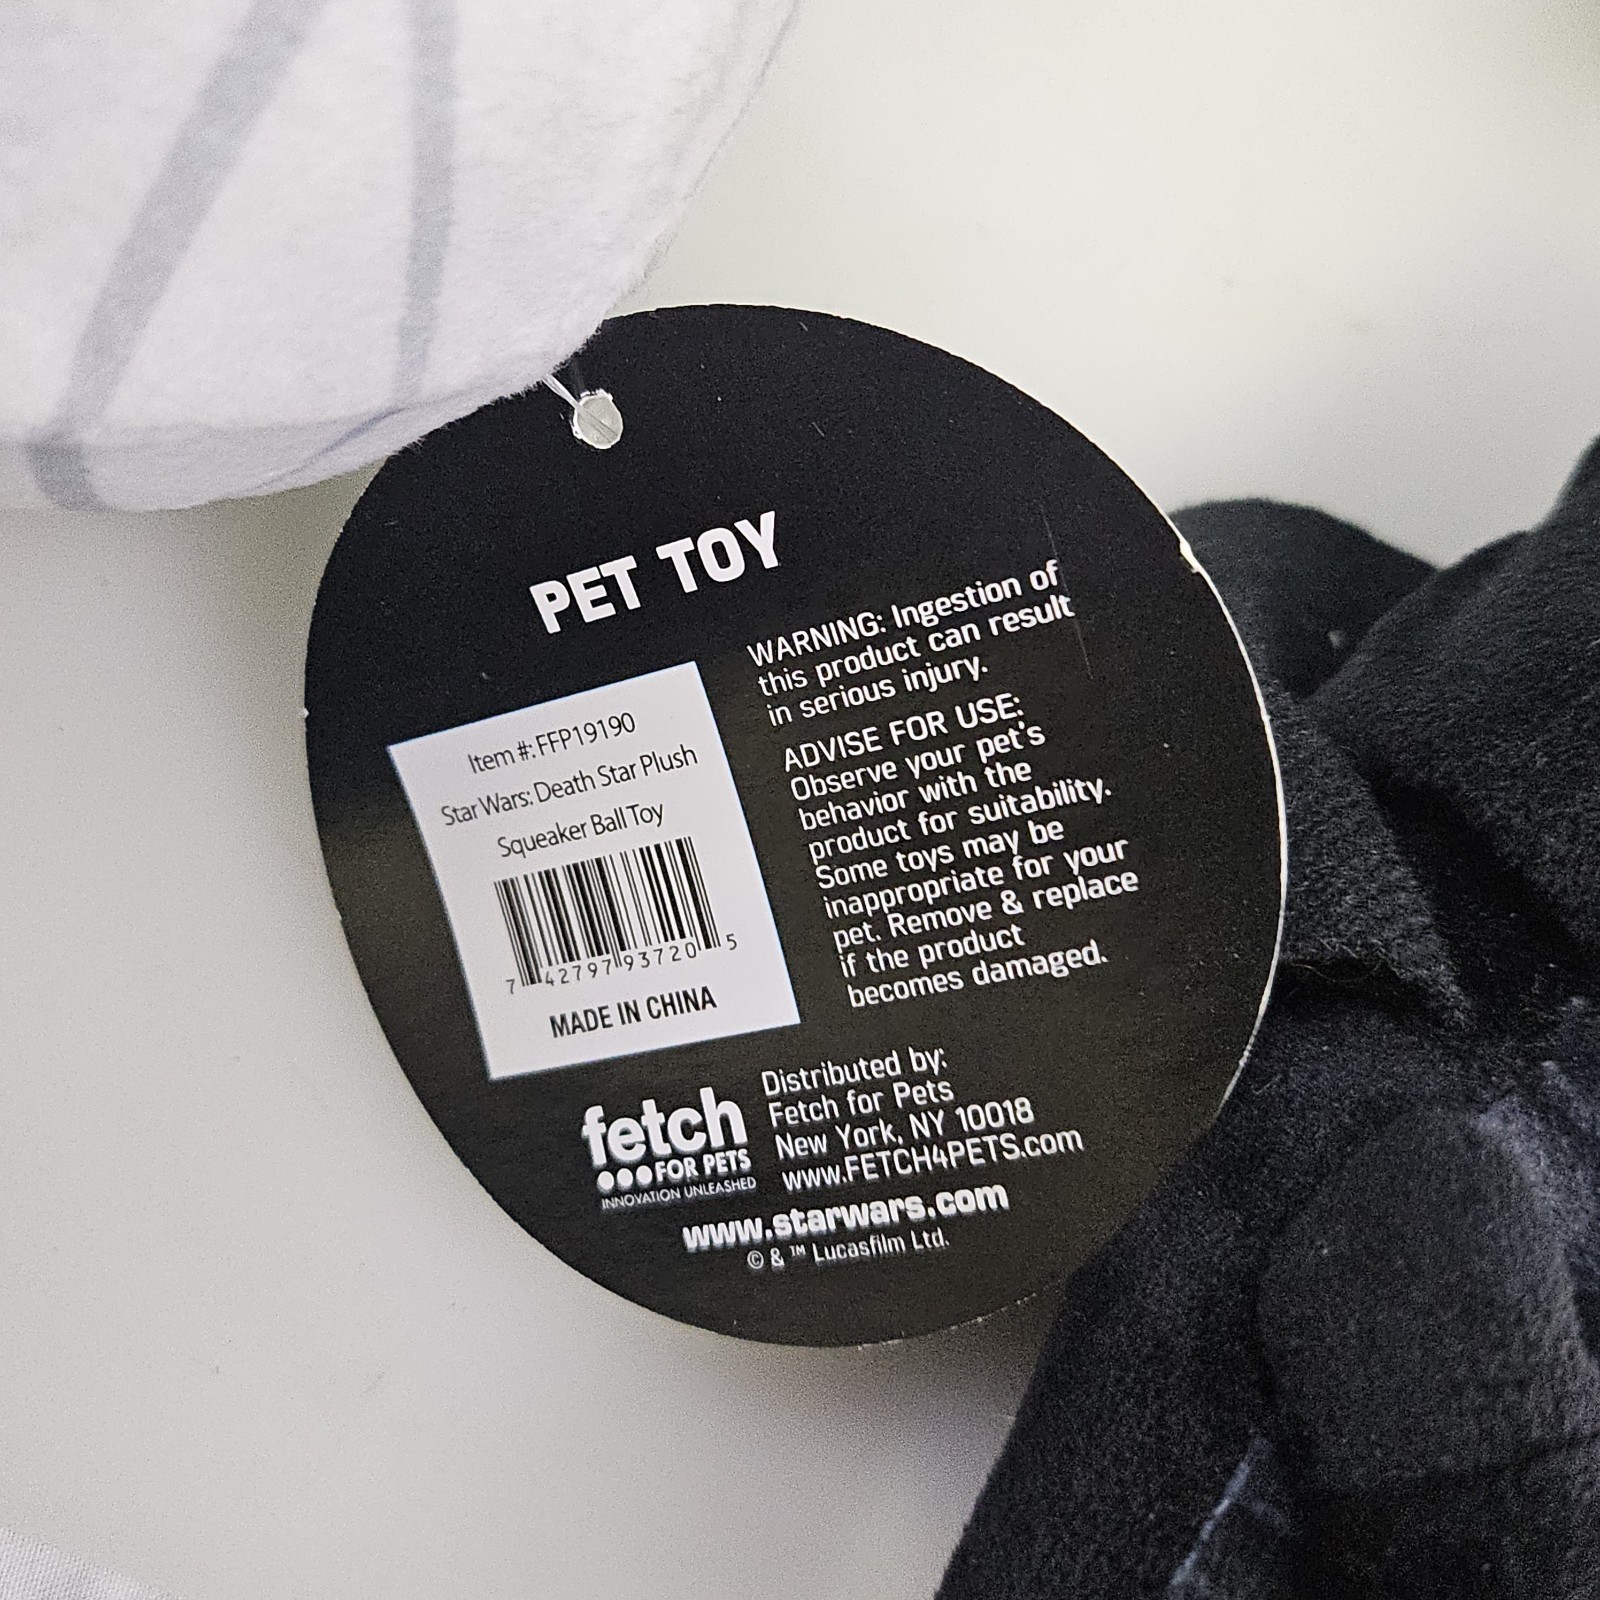 PET TOY
WARNING: Ingestion of
this product can result
in serious injury.
ADVISE FOR USE:
Observe your pet's
behavior with the
product for suitability.
Some toys may be
inappropriate for your
pet. Remove & replace
if the product
becomes damaged.
Item #: FFP19190
Star Wars: Death Star Plush
Squeaker Ball Toy
7 42797 93720 5
MADE IN CHINA
fetch
FOR PETS
INNOVATION UNLEASHED
Distributed by:
Fetch for Pets
New York, NY 10018
www.FETCH4PETS.com
www.starwars.com
© & ™ Lucasfilm Ltd.